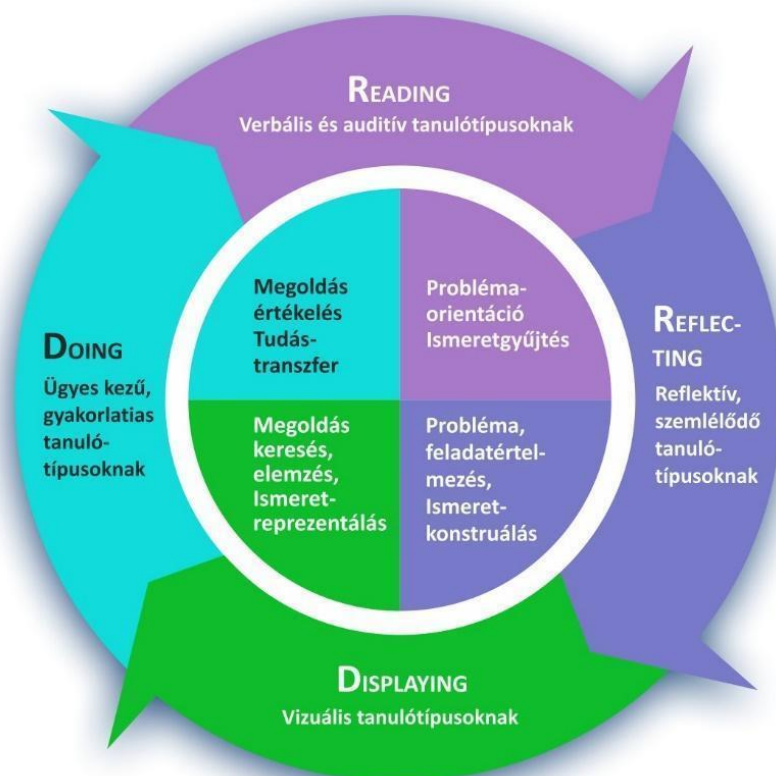 READING
Verbális és auditív tanulótípusoknak
REFLEC-
TING
Reflektív,
szemlélődő
tanuló-
típusoknak
DISPLAYING
Vizuális tanulótípusoknak
DOING
Ügyes kezű,
gyakorlatias
tanuló-
típusoknak
Megoldás
értékelés
Tudás-
transzfer
Probléma-
orientáció
Ismeretgyűjtés
Megoldás
keresés,
elemzés,
Ismeret-
reprezentálás
Probléma,
feladatértel-
mezés,
Ismeret-
konstruálás